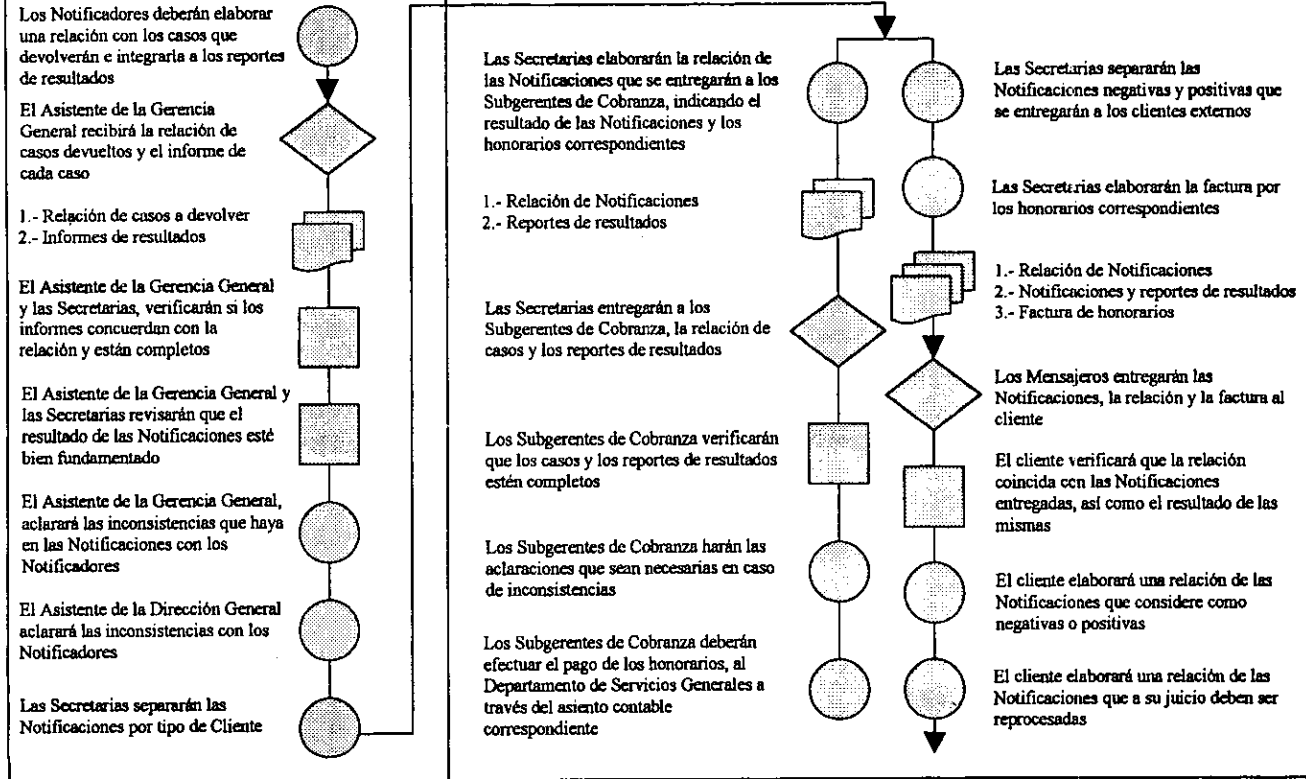 Los Notificadores deberán elaborar
una relación con los casos que
devolverán e integrarla a los reportes
de resultados
El Asistente de la Gerencia
General recibirá la relación de
casos devueltos y el informe de
cada caso
1.- Relación de casos a devolver
2.- Informes de resultados
El Asistente de la Gerencia General
y las Secretarias, verificarán si los
informes concuerdan con la
relación y están completos
El Asistente de la Gerencia General y
las Secretarias revisarán que el
resultado de las Notificaciones esté
bien fundamentado
El Asistente de la Gerencia General,
aclarará las inconsistencias que haya
en las Notificaciones con los
Notificadores
El Asistente de la Dirección General
aclarará las inconsistencias con los
Notificadores
Las Secretarias separarán las
Notificaciones por tipo de Cliente
Las Secretarias elaborarán la relación de
las Notificaciones que se entregarán a los
Subgerentes de Cobranza, indicando el
resultado de las Notificaciones y los
honorarios correspondientes
1.- Relación de Notificaciones
2.- Reportes de resultados
Las Secretarias entregarán a los
Subgerentes de Cobranza, la relación de
casos y los reportes de resultados
Los Subgerentes de Cobranza verificarán
que los casos y los reportes de resultados
estén completos
Los Subgerentes de Cobranza harán las
aclaraciones que sean necesarias en caso
de inconsistencias
Los Subgerentes de Cobranza deberán
efectuar el pago de los honorarios, al
Departamento de Servicios Generales a
través del asiento contable
correspondiente
Las Secretarias separarán las
Notificaciones negativas y positivas que
se entregarán a los clientes externos
Las Secretarias elaborarán la factura por
los honorarios correspondientes
1.- Relación de Notificaciones
2.- Notificaciones y reportes de resultados
3.- Factura de honorarios
Los Mensajeros entregarán las
Notificaciones, la relación y la factura al
cliente
El cliente verificará que la relación
coincida con las Notificaciones
entregadas, así como el resultado de las
mismas
El cliente elaborará una relación de las
Notificaciones que considere como
negativas o positivas
El cliente elaborará una relación de las
Notificaciones que a su juicio deben ser
reprocesadas